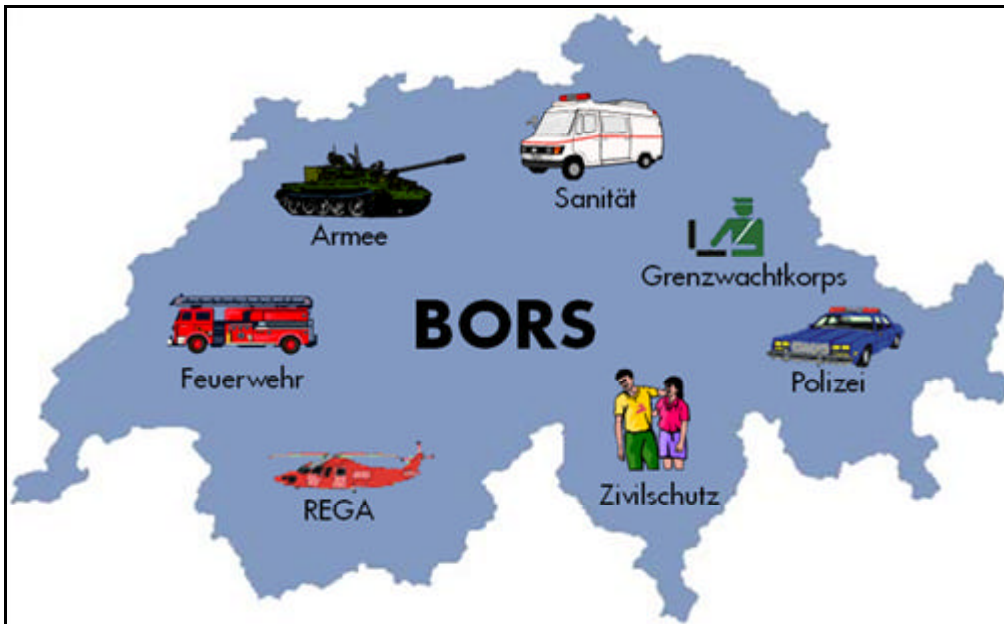 Sanität
Armee
Grenzwachtkorps
BORS
Feuerwehr
Polizei
REGA
Zivilschutz